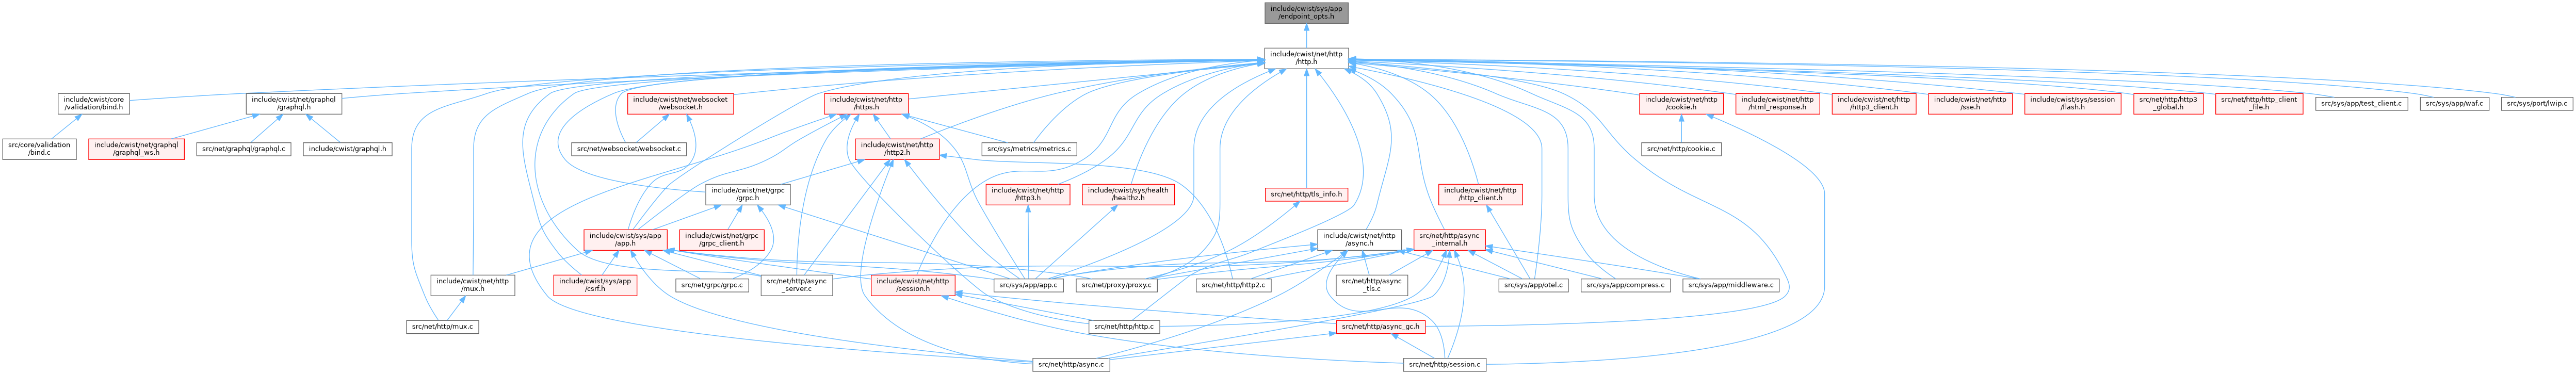 include/cwist/sys/app
/endpoint_opts.h
include/cwist/net/http
/http.h
include/cwist/core
/validation/bind.h
include/cwist/net/graphql
/graphql.h
include/cwist/net/websocket
/websocket.h
include/cwist/net/http
/https.h
include/cwist/net/http
/cookie.h
include/cwist/net/http
/html_response.h
include/cwist/net/http
/http3_client.h
include/cwist/net/http
/sse.h
include/cwist/sys/session
/flash.h
src/net/http/http3
_global.h
src/net/http/http_client
_file.h
src/sys/app/test_client.c
src/sys/app/waf.c
src/sys/port/lwip.c
src/core/validation
/bind.c
include/cwist/net/graphql
/graphql_ws.h
src/net/graphql/graphql.c
include/cwist/graphql.h
src/net/websocket/websocket.c
include/cwist/net/http
/http2.h
src/sys/metrics/metrics.c
src/net/http/cookie.c
include/cwist/net/grpc
/grpc.h
include/cwist/net/http
/http3.h
include/cwist/sys/health
/healthz.h
src/net/http/tls_info.h
include/cwist/net/http
/http_client.h
include/cwist/sys/app
/app.h
include/cwist/net/grpc
/grpc_client.h
include/cwist/net/http
/async.h
src/net/http/async
_internal.h
include/cwist/net/http
/mux.h
include/cwist/sys/app
/csrf.h
src/net/grpc/grpc.c
src/net/http/async
_server.c
include/cwist/net/http
/session.h
src/sys/app/app.c
src/net/proxy/proxy.c
src/net/http/http2.c
src/net/http/async
_tls.c
src/sys/app/otel.c
src/sys/app/compress.c
src/sys/app/middleware.c
src/net/http/mux.c
src/net/http/http.c
src/net/http/async_gc.h
src/net/http/async.c
src/net/http/session.c